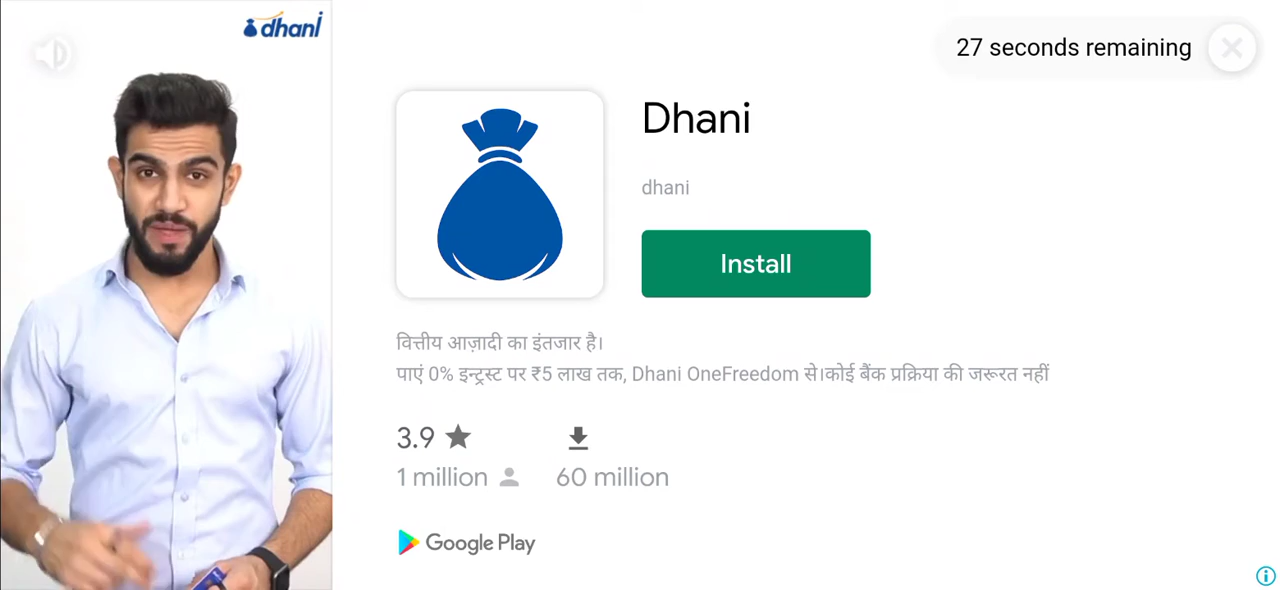 dhani
27 seconds remaining
Dhani
dhani
Install
वित्तीय आज़ादी का इंतजार है।
पाएं 0% इन्ट्रस्ट पर ₹5 लाख तक, Dhani OneFreedom से।कोई बैंक प्रक्रिया की जरूरत नहीं
3.9
1 million
60 million
Google Play